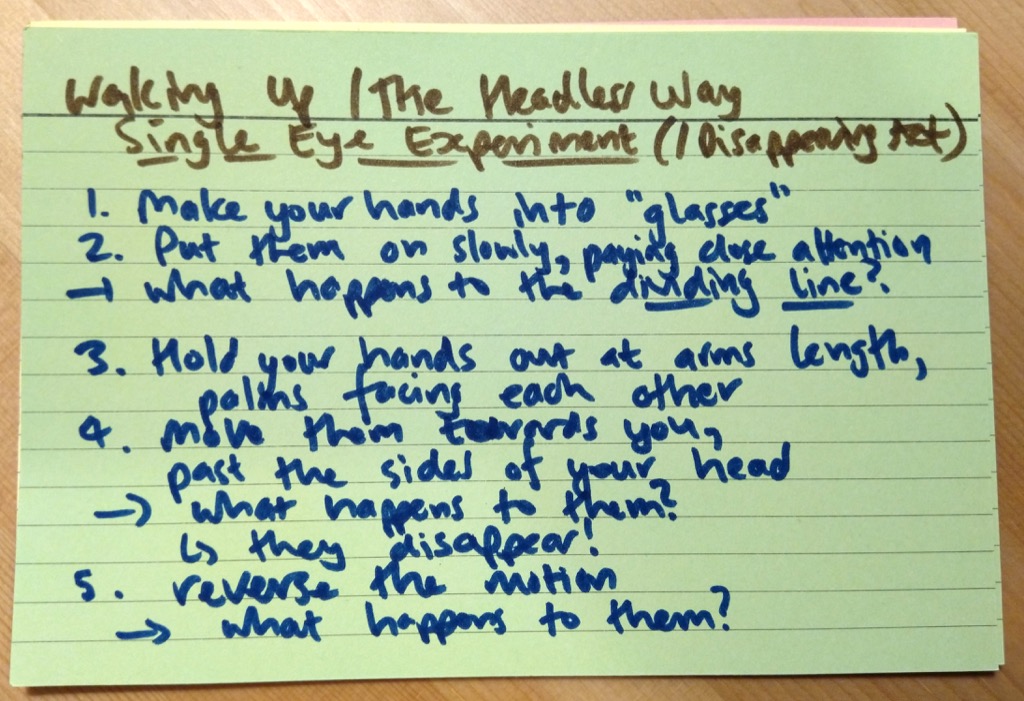 Waking Up / The Headless Way
Single Eye Experiment (/ Disappearing act)
1. Make your hands into "glasses"
2. Put them on slowly, paying close attention
→ what happens to the dividing line?
3. Hold your hands out at arms length,
palms facing each other
4. Move them towards you,
past the sides of your head
→ what happens to them?
↳ they disappear!
5. reverse the motion
→ what happens to them?